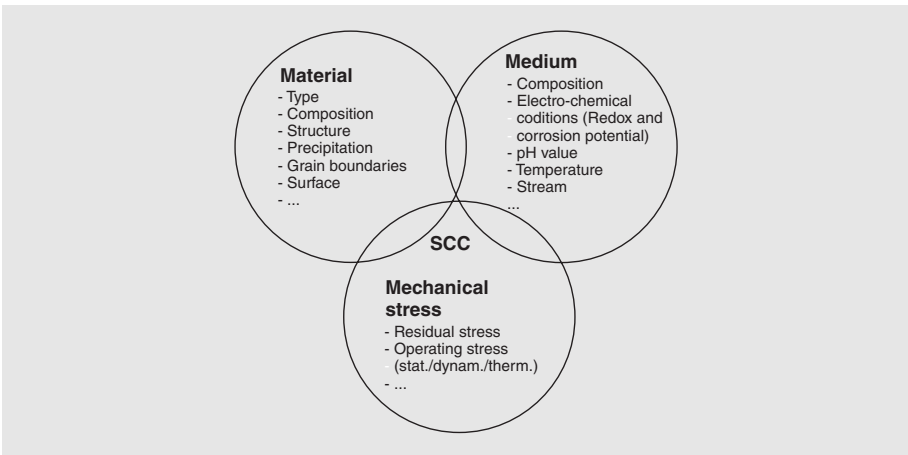 Material
- Type
- Composition
- Structure
- Precipitation
- Grain boundaries
- Surface
- ...
Medium
- Composition
- Electro-chemical
- coditions (Redox and
- corrosion potential)
- pH value
- Temperature
- Stream
...
SCC
Mechanical
stress
- Residual stress
- Operating stress
- (stat./dynam./therm.)
- ...